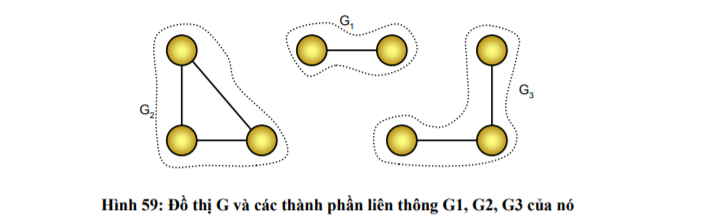 G1
G2
G3
Hình 59: Đồ thị G và các thành phần liên thông G1, G2, G3 của nó